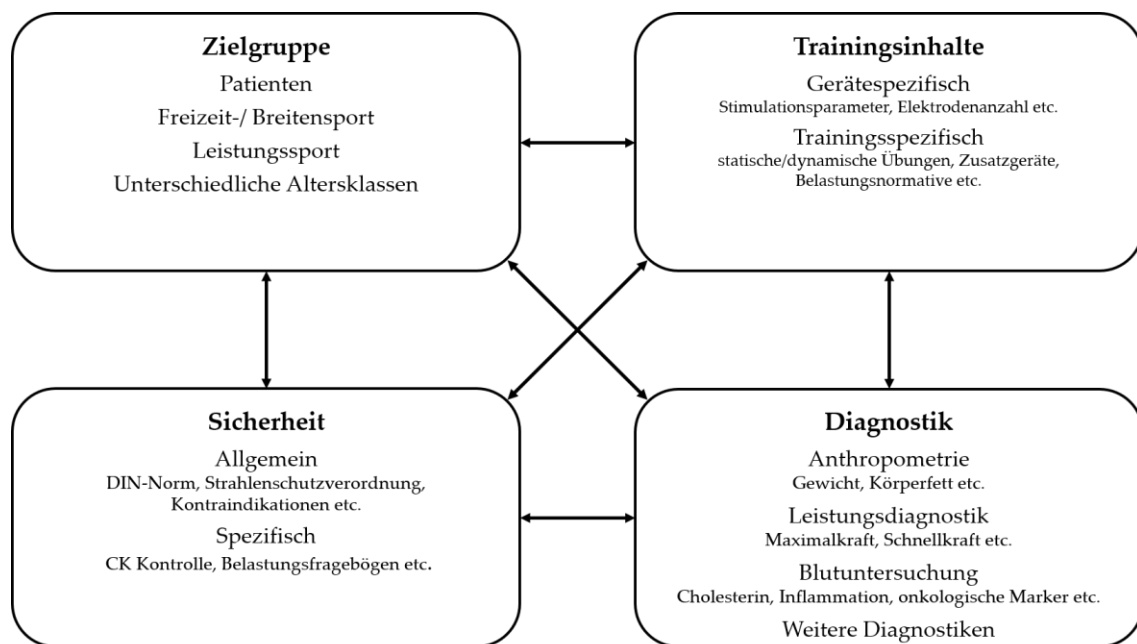 Zielgruppe
Patienten
Freizeit-/ Breitensport
Leistungssport
Unterschiedliche Altersklassen
Trainingsinhalte
Gerätespezifisch
Stimulationsparameter, Elektrodenanzahl etc.
Trainingsspezifisch
statische/dynamische Übungen, Zusatzgeräte,
Belastungsnormative etc.
Sicherheit
Allgemein
DIN-Norm, Strahlenschutzverordnung,
Kontraindikationen etc.
Spezifisch
CK Kontrolle, Belastungsfragebögen etc.
Diagnostik
Anthropometrie
Gewicht, Körperfett etc.
Leistungsdiagnostik
Maximalkraft, Schnellkraft etc.
Blutuntersuchung
Cholesterin, Inflammation, onkologische Marker etc.
Weitere Diagnostiken